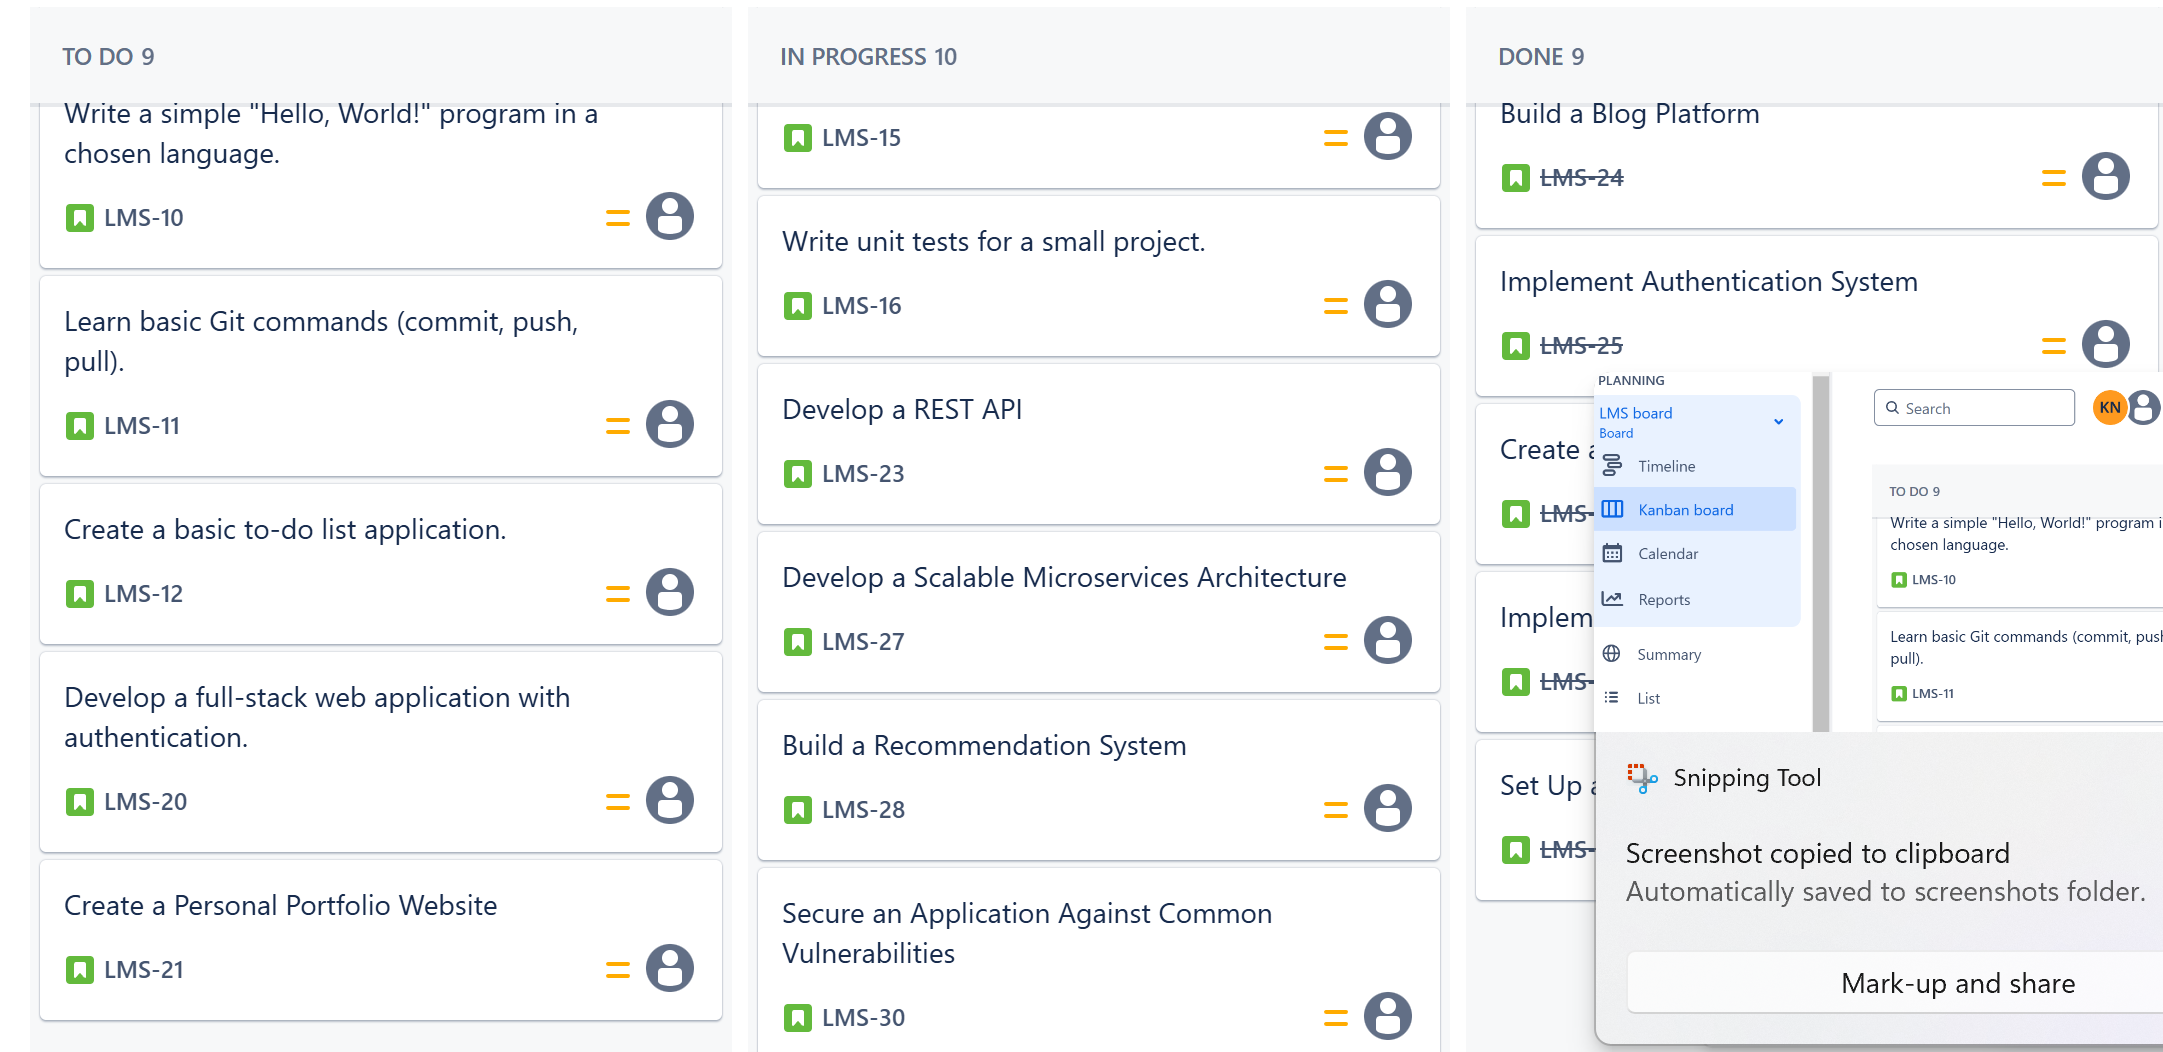 TO DO 9
Write a simple "Hello, World!" program in a
chosen language.
LMS-10
Learn basic Git commands (commit, push,
pull).
LMS-11
Create a basic to-do list application.
LMS-12
Develop a full-stack web application with
authentication.
LMS-20
Create a Personal Portfolio Website
LMS-21
IN PROGRESS 10
LMS-15
Write unit tests for a small project.
LMS-16
Develop a REST API
LMS-23
Develop a Scalable Microservices Architecture
LMS-27
Build a Recommendation System
LMS-28
Secure an Application Against Common
Vulnerabilities
LMS-30
DONE 9
Build a Blog Platform
LMS-24
Implement Authentication System
LMS-25
Create
LMS-
Implem
LMS-
Set Up
LMS-
PLANNING
LMS board
Board
Timeline
Kanban board
Calendar
Reports
Summary
List
Search
KN
TO DO 9
Write a simple "Hello, World!" program
chosen language.
LMS-10
Learn basic Git commands (commit, push
pull).
LMS-11
Snipping Tool
Screenshot copied to clipboard
Automatically saved to screenshots folder.
Mark-up and share